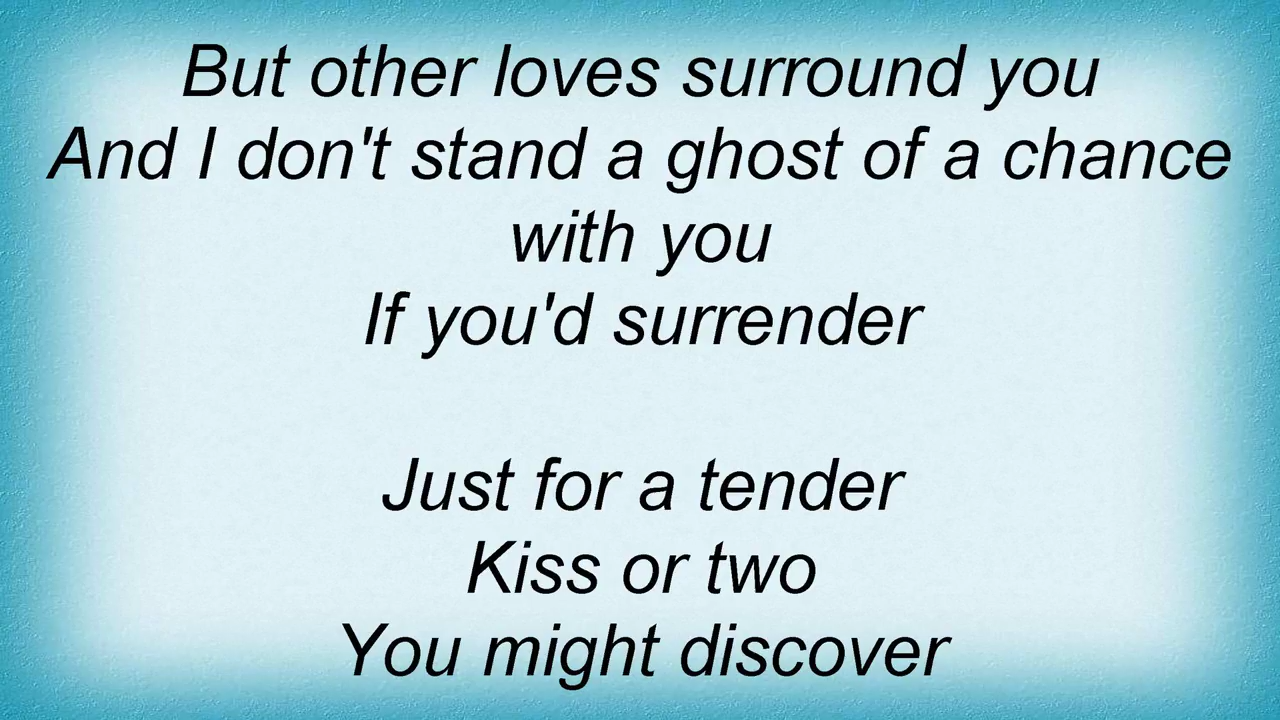 But other loves surround you
And I don't stand a ghost of a chance
with you
If you'd surrender
Just for a tender
Kiss or two
You might discover